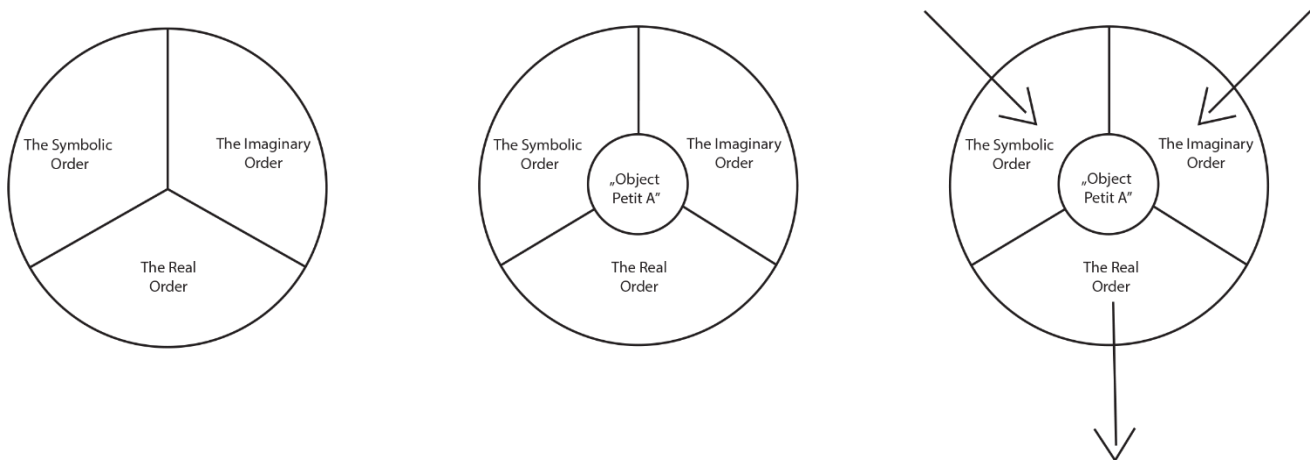 The Symbolic
Order
The Imaginary
Order
The Real
Order
The Symbolic
Order
„Object
Petit A”
The Imaginary
Order
The Real
Order
The Symbolic
Order
„Object
Petit A”
The Imaginary
Order
The Real
Order